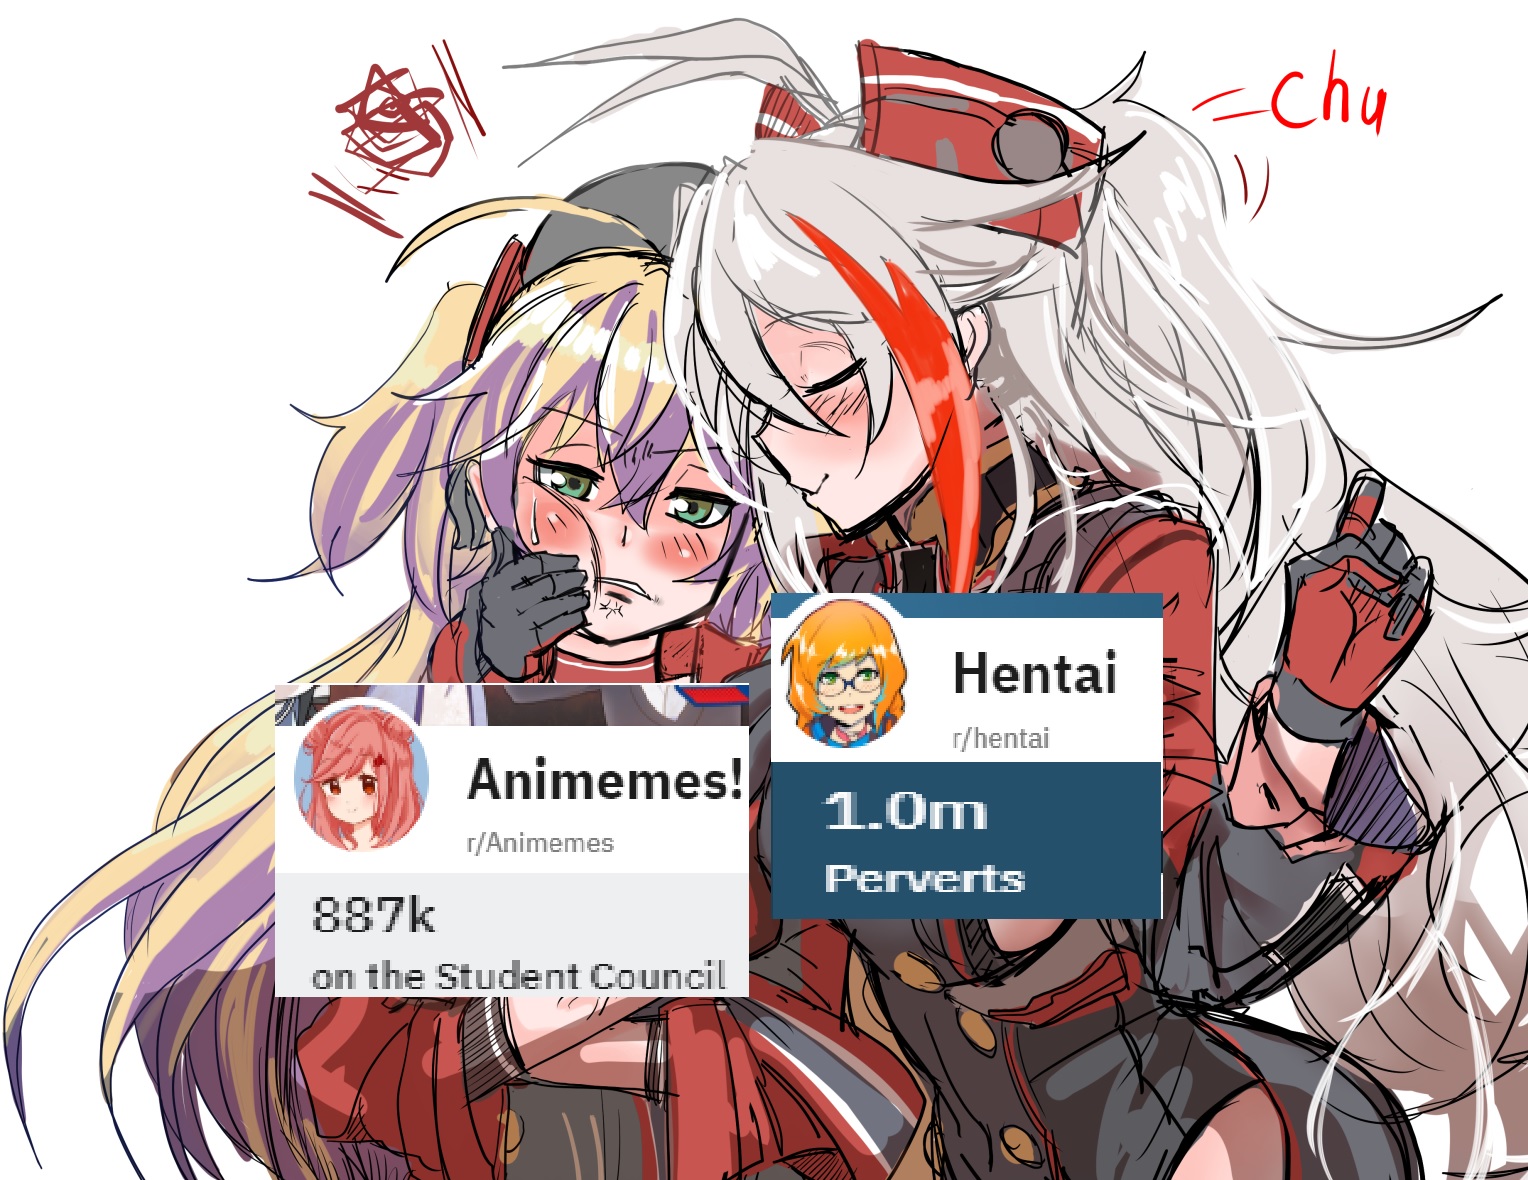 chu
Hentai
r/hentai
1.0m
Perverts
Animemes!
r/Animemes
887k
on the Student Council